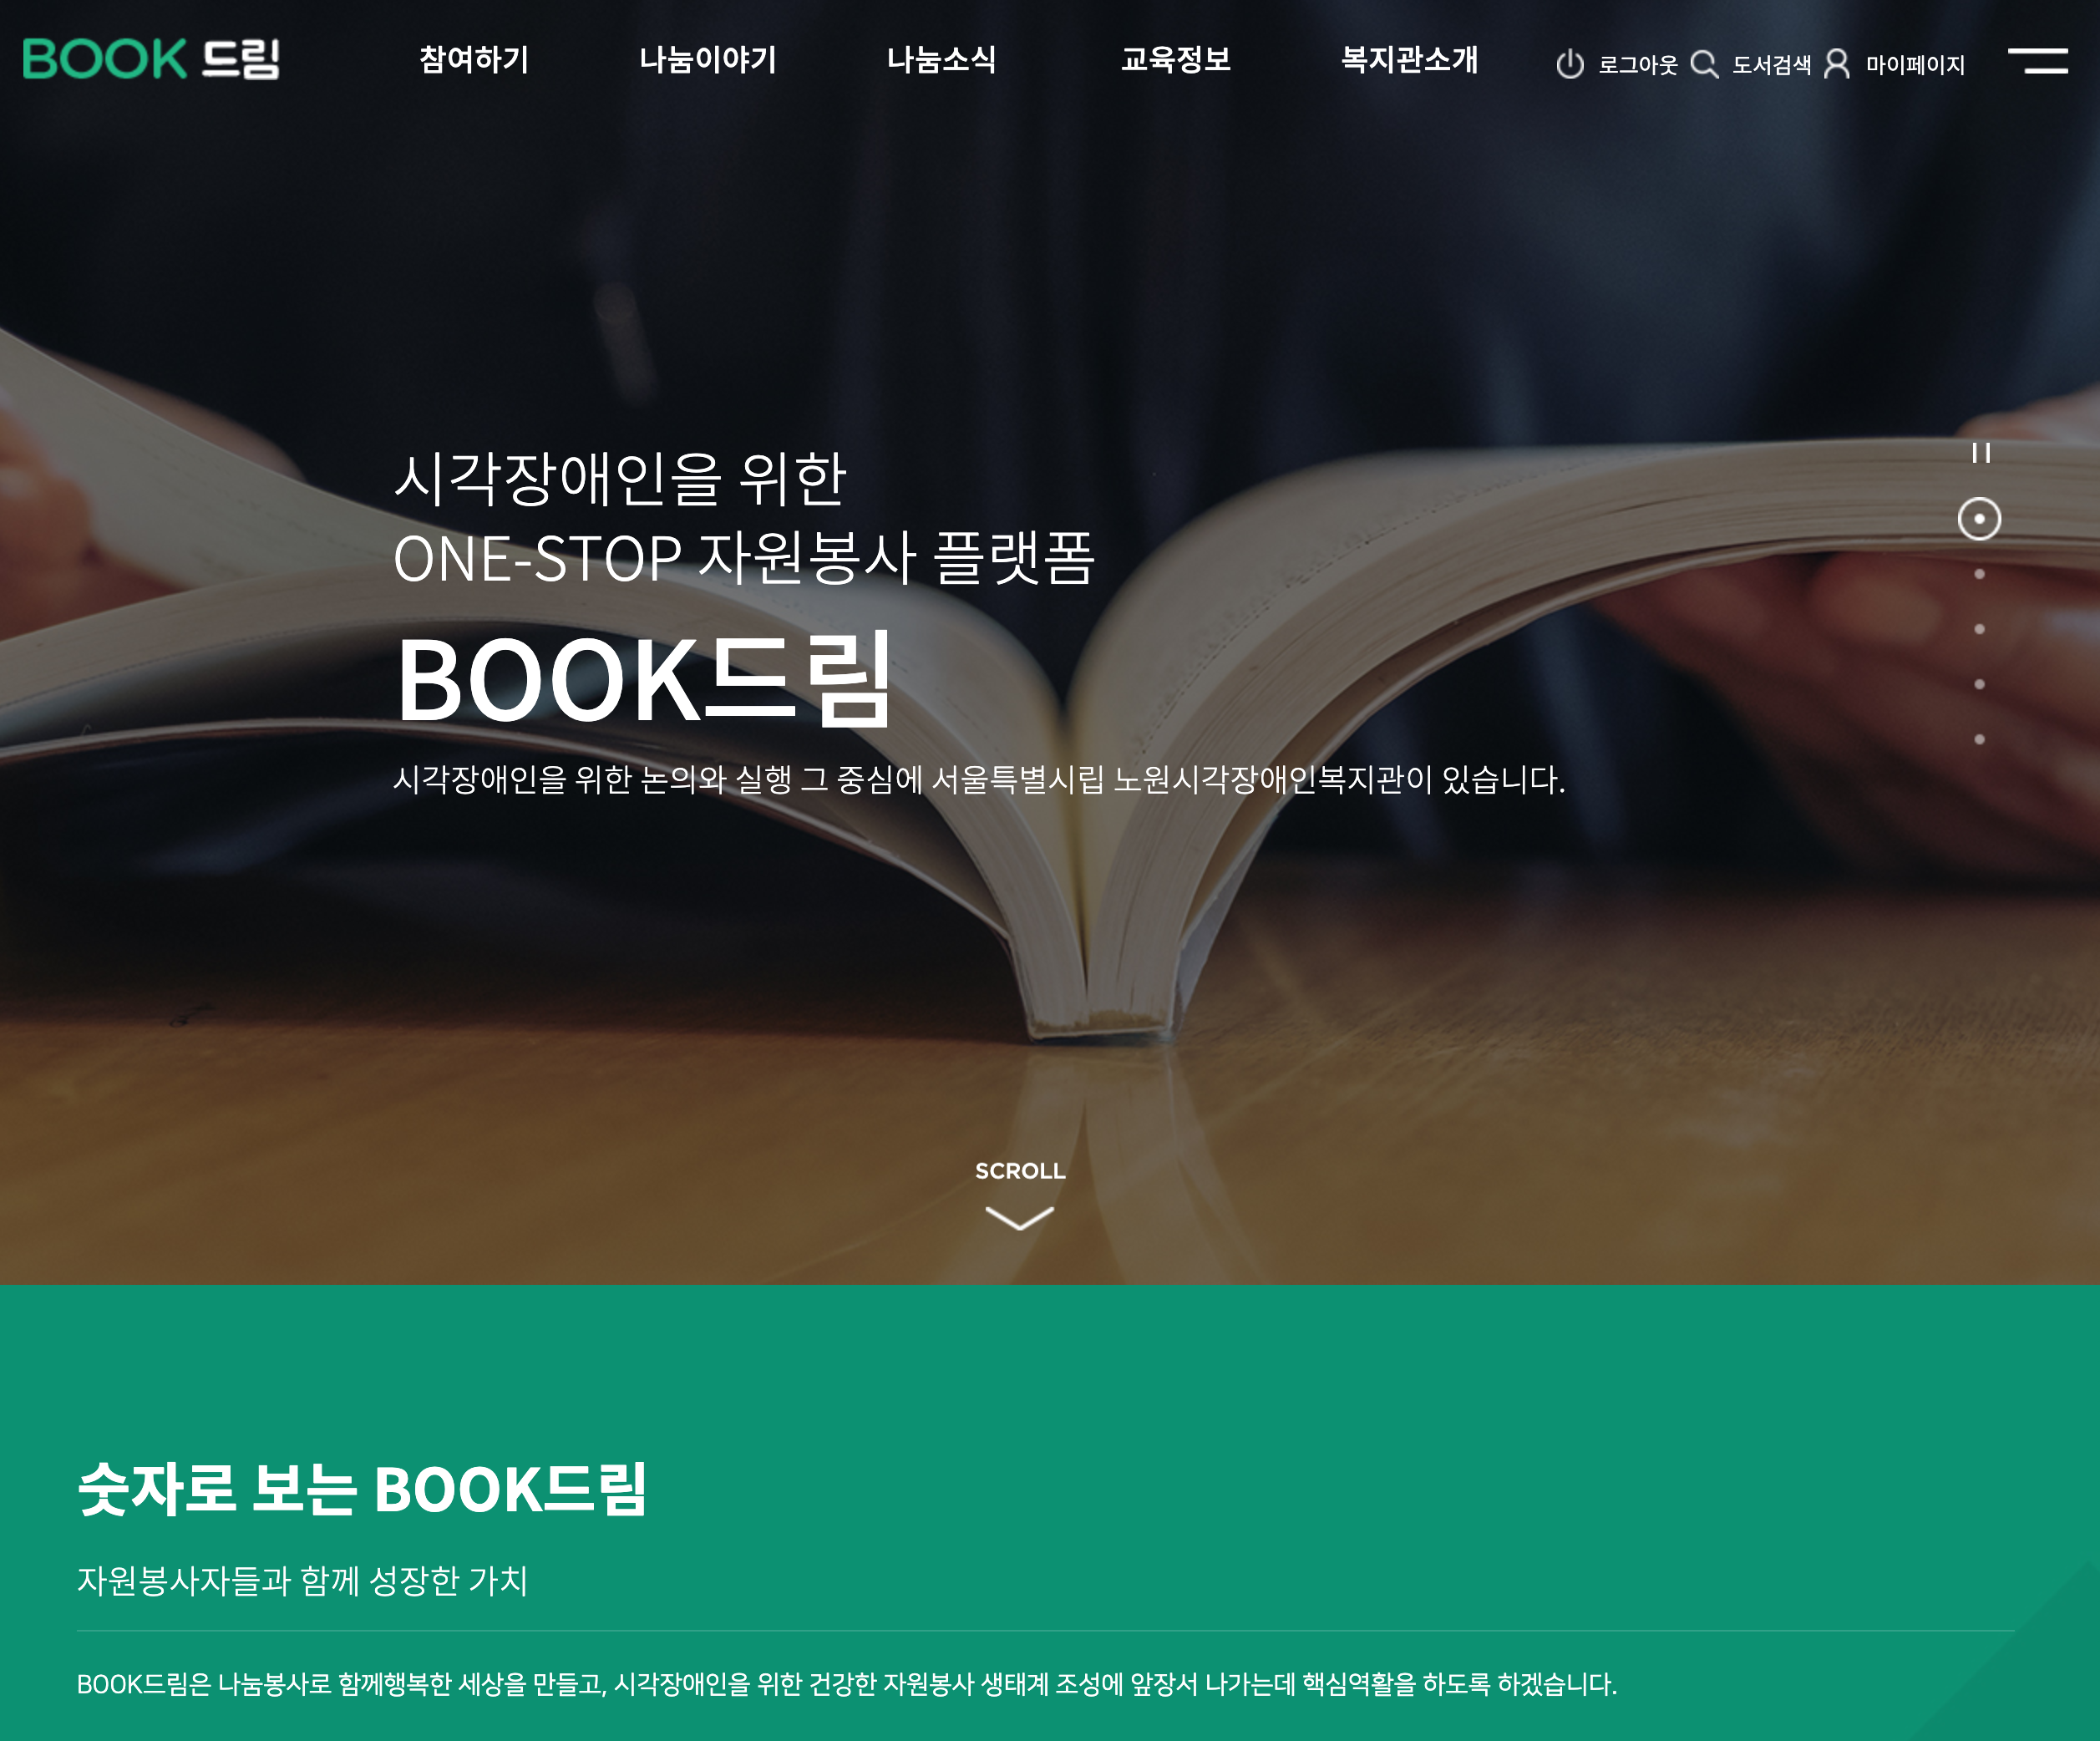 BOOK 드림
참여하기 나눔이야기 나눔소식 교육정보 복지관소개 로그아웃 도서검색 마이페이지
시각장애인을 위한
ONE-STOP 자원봉사 플랫폼
BOOK드림
시각장애인을 위한 논의와 실행 그 중심에 서울특별시립 노원시각장애인복지관이 있습니다.
SCROLL
숫자로 보는 BOOK드림
자원봉사자들과 함께 성장한 가치
BOOK드림은 나눔봉사로 함께행복한 세상을 만들고, 시각장애인을 위한 건강한 자원봉사 생태계 조성에 앞장서 나가는데 핵심역활을 하도록 하겠습니다.